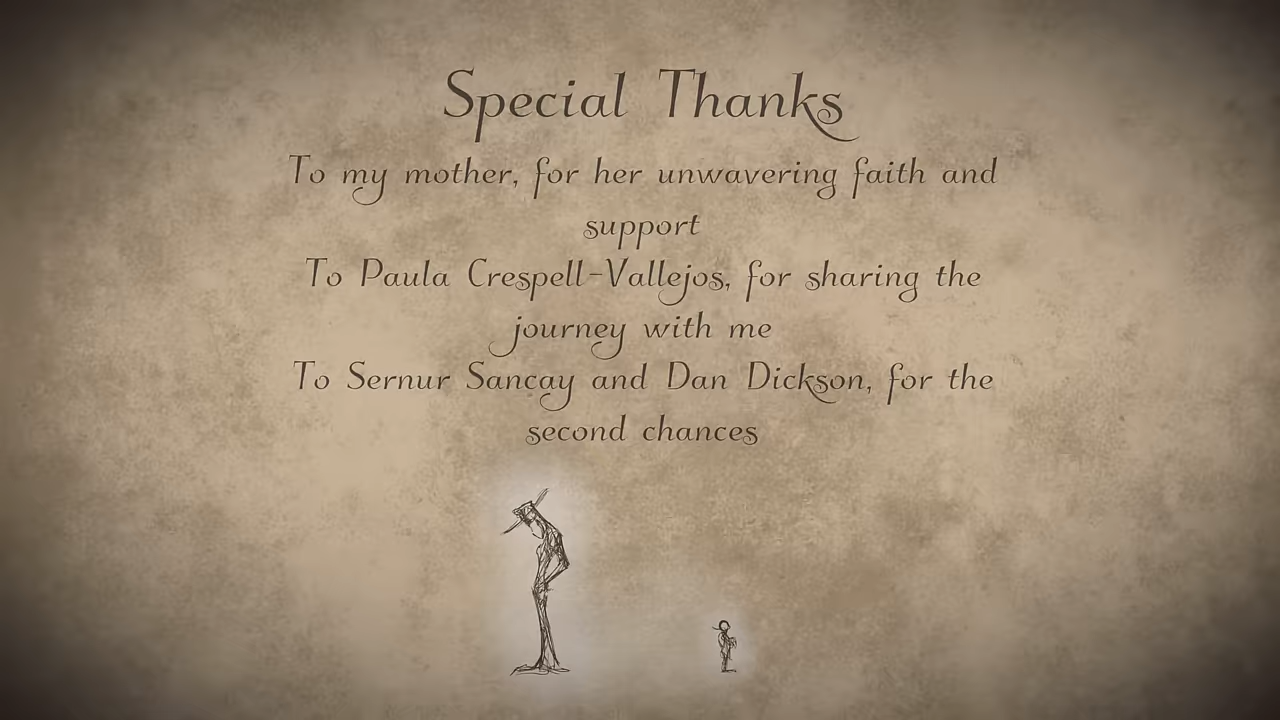 Special Thanks
To my mother, for her unwavering faith and
support
To Paula Crespell-Vallejos, for sharing the
journey with me
To Sernur Sancay and Dan Dickson, for the
second chances